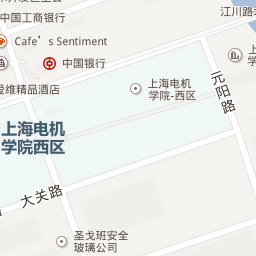 中国工商银行
江川路
Cafe's Sentiment
中国银行
爱维精品酒店
上海电机
学院-西区
元阳路
上海电机
学院西区
大关路
圣戈班安全
玻璃公司